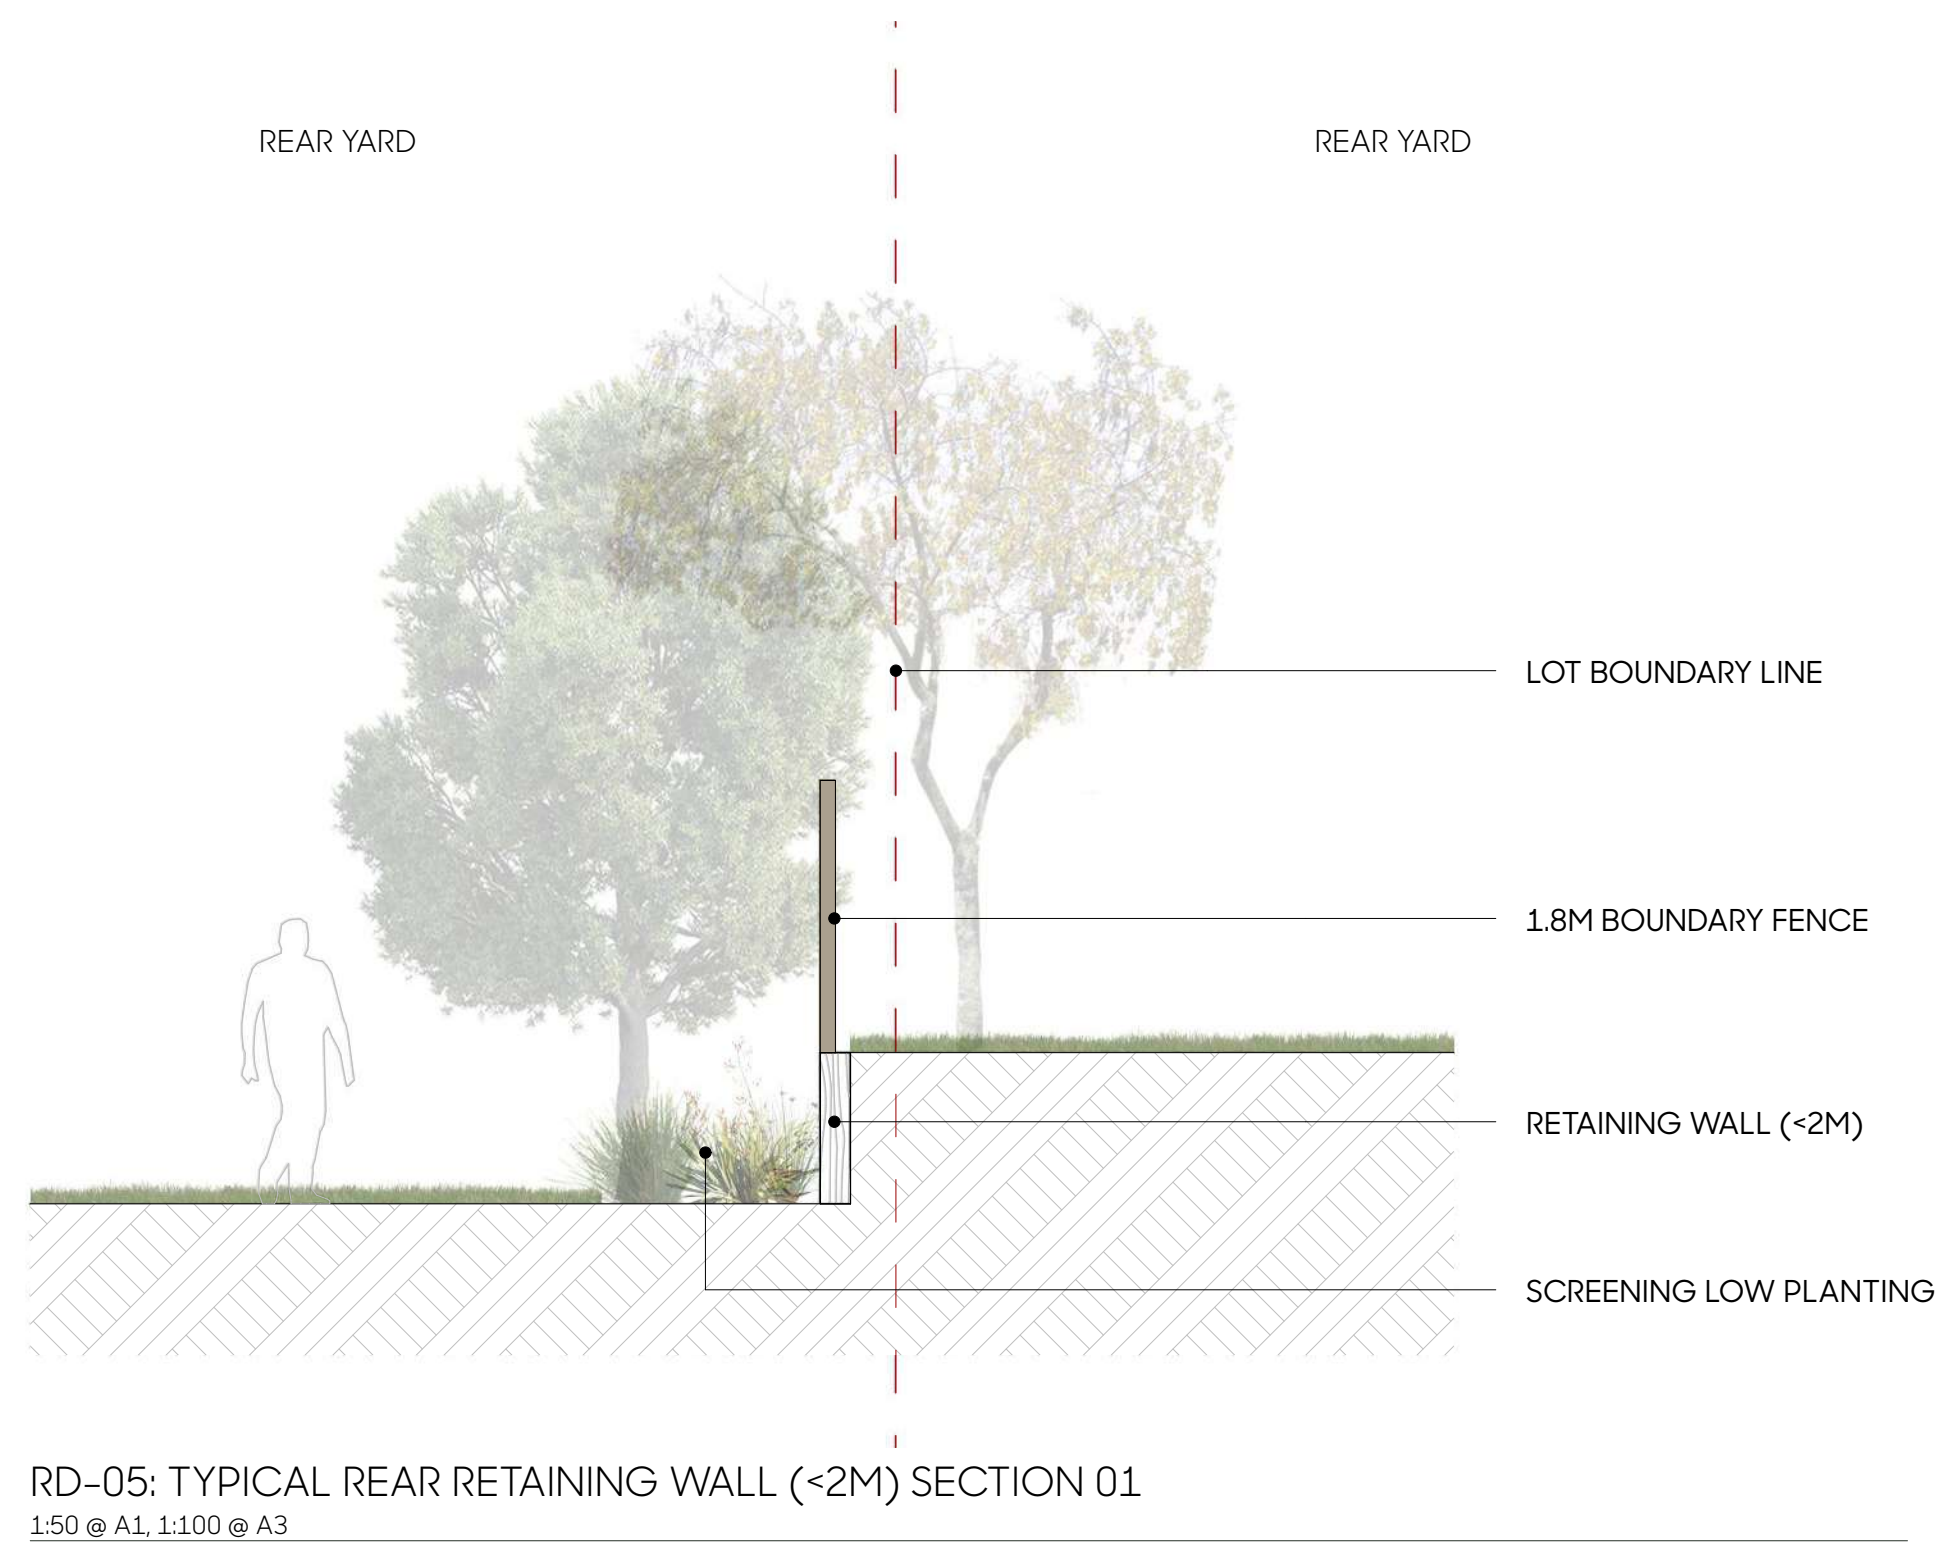 REAR YARD
REAR YARD
LOT BOUNDARY LINE
1.8M BOUNDARY FENCE
RETAINING WALL (<2M)
SCREENING LOW PLANTING
RD-05: TYPICAL REAR RETAINING WALL (<2M) SECTION 01
1:50 @ A1, 1:100 @ A3